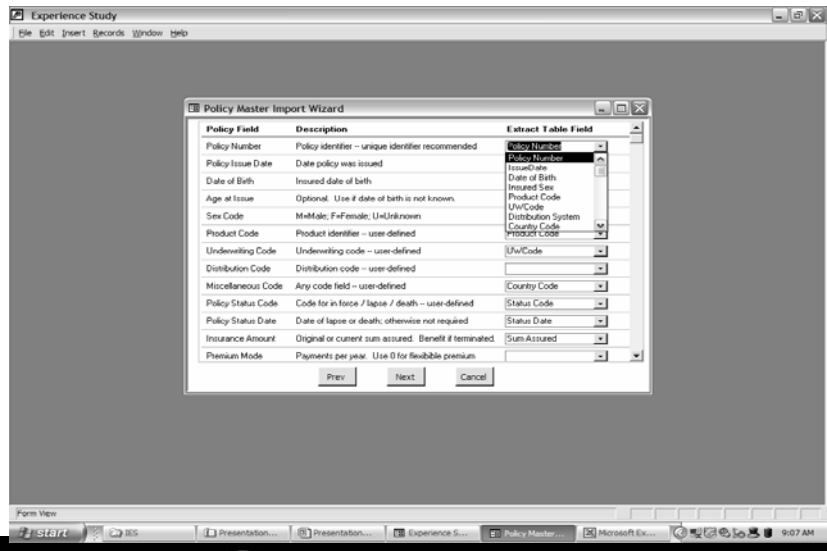 Experience Study
File Edit Insert Records Window Help
Policy Master Import Wizard
Policy Field Description Extract Table Field
Policy Number Policy identifier -- unique identifier recommended Policy Number
Policy Issue Date Date policy was issued
Date of Birth Insured date of birth
Age at Issue Optional. Use if date of birth is not known.
Sex Code M=Male; F=Female; U=Unknown
Policy Number
IssueDate
Date of Birth
Insured Sex
Product Code
UWCode
Distribution System
Country Code
Product Code Product identifier -- user-defined Product Code
Underwriting Code Underwriting code -- user-defined UWCode
Distribution Code Distribution code -- user-defined
Miscellaneous Code Any code field -- user-defined Country Code
Policy Status Code Code for in force / lapse / death -- user-defined Status Code
Policy Status Date Date of lapse or death; otherwise not required Status Date
Insurance Amount Original or current sum assured. Benefit if terminated. Sum Assured
Premium Mode Payments per year. Use 0 for flexibible premium
Prev Next Cancel
Form View
start IES Presentation... Presentation... Experience S... Policy Master... Microsoft Ex... 9:07 AM